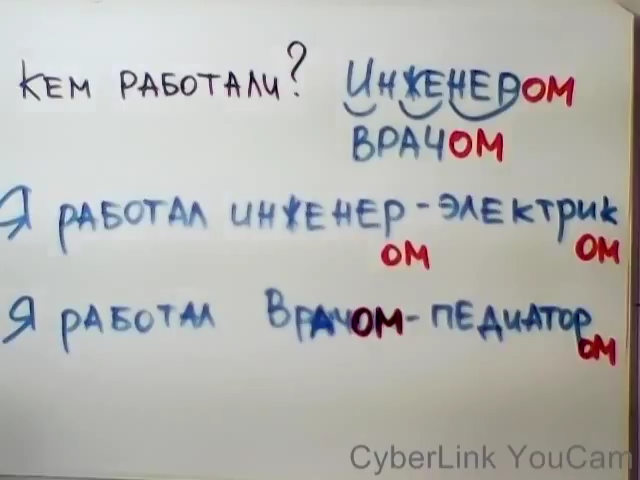 Кем работали? Инженером
врачом
Я работал инженер-электрик
ом ом
Я работал Врачом-педиатор
ом
CyberLink YouCam